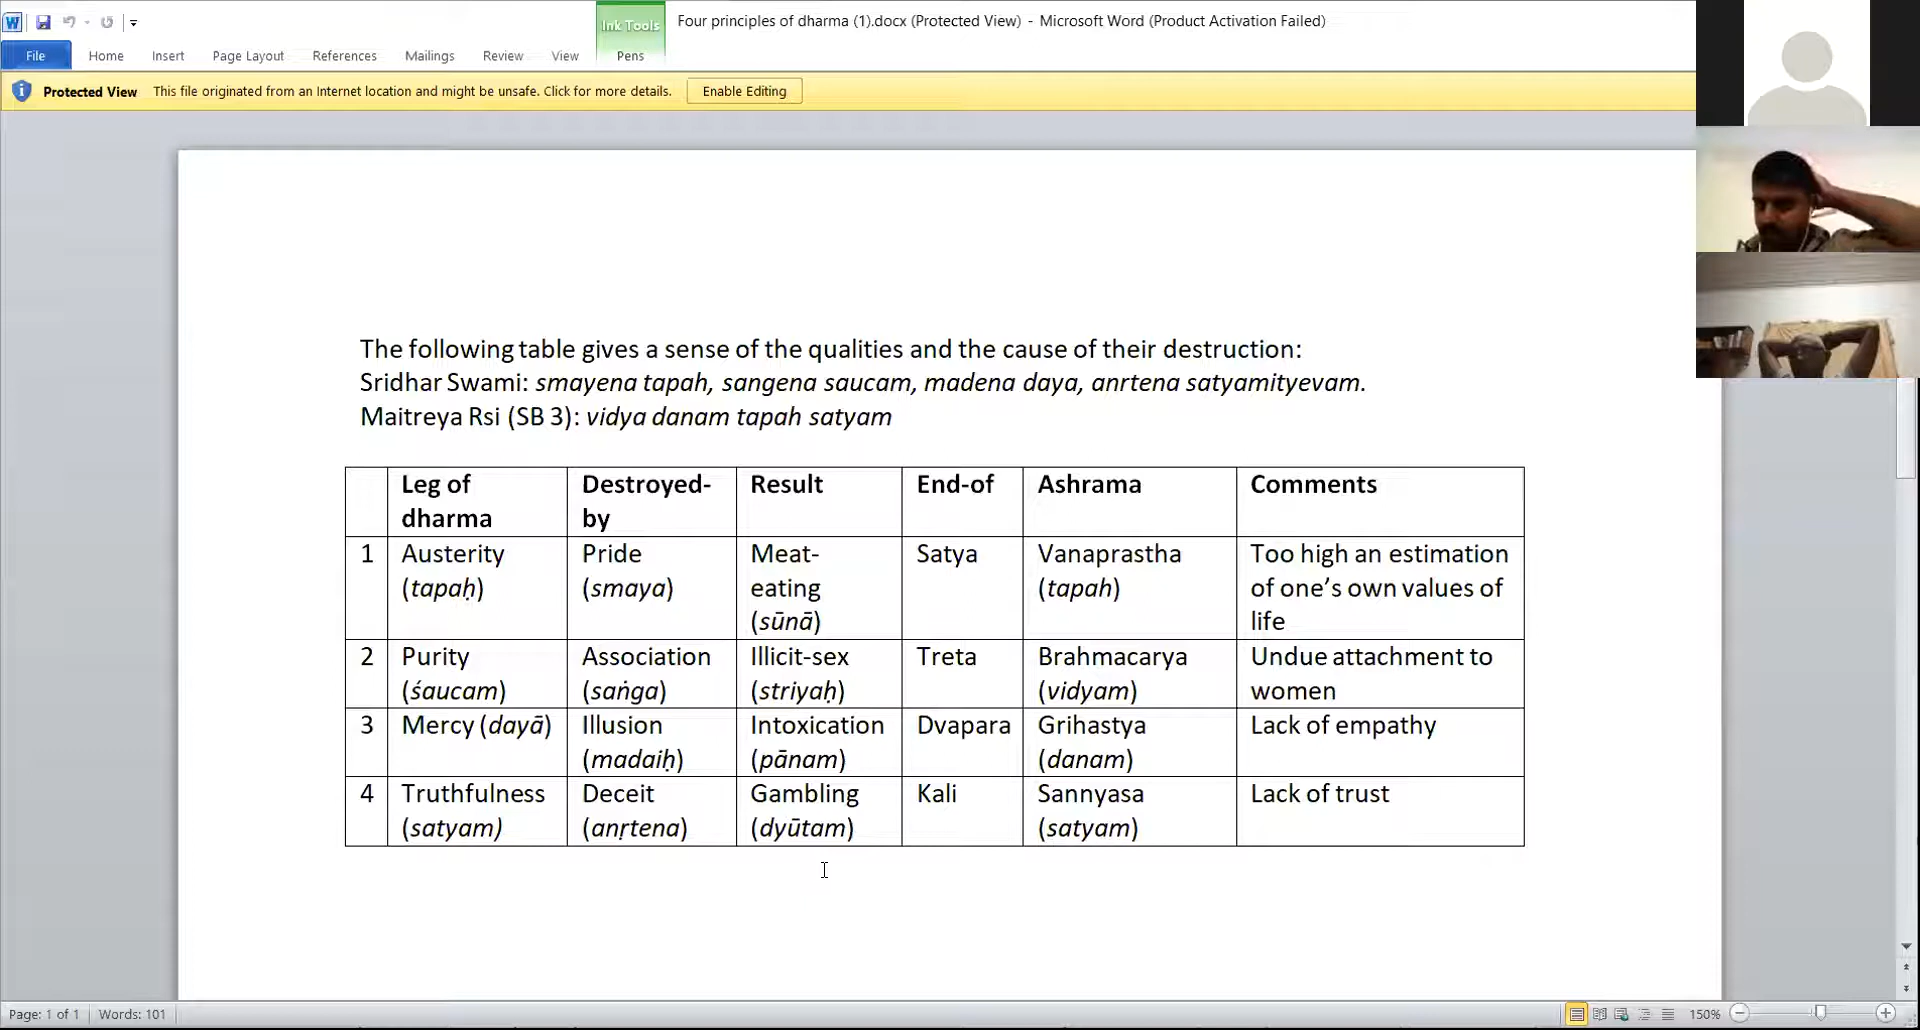 Ink Tools
Four principles of dharma (1).docx (Protected View) - Microsoft Word (Product Activation Failed)
File Home Insert Page Layout References Mailings Review View Pens
Protected View This file originated from an Internet location and might be unsafe. Click for more details. Enable Editing
The following table gives a sense of the qualities and the cause of their destruction:
Sridhar Swami: smayena tapah, sangena saucam, madena daya, anrtena satyamityevam.
Maitreya Rsi (SB 3): vidya danam tapah satyam
Leg of Destroyed- Result End-of Ashrama Comments
dharma by
1 Austerity Pride Meat- Satya Vanaprastha Too high an estimation
(tapaḥ) (smaya) eating (tapah) of one's own values of
(sūnā) life
2 Purity Association Illicit-sex Treta Brahmacarya Undue attachment to
(śaucam) (saṅga) (striyaḥ) (vidyam) women
3 Mercy (dayā) Illusion Intoxication Dvapara Grihastya Lack of empathy
(madaiḥ) (pānam) (danam)
4 Truthfulness Deceit Gambling Kali Sannyasa Lack of trust
(satyam) (anṛtena) (dyūtam) (satyam)
Page: 1 of 1 Words: 101 150%